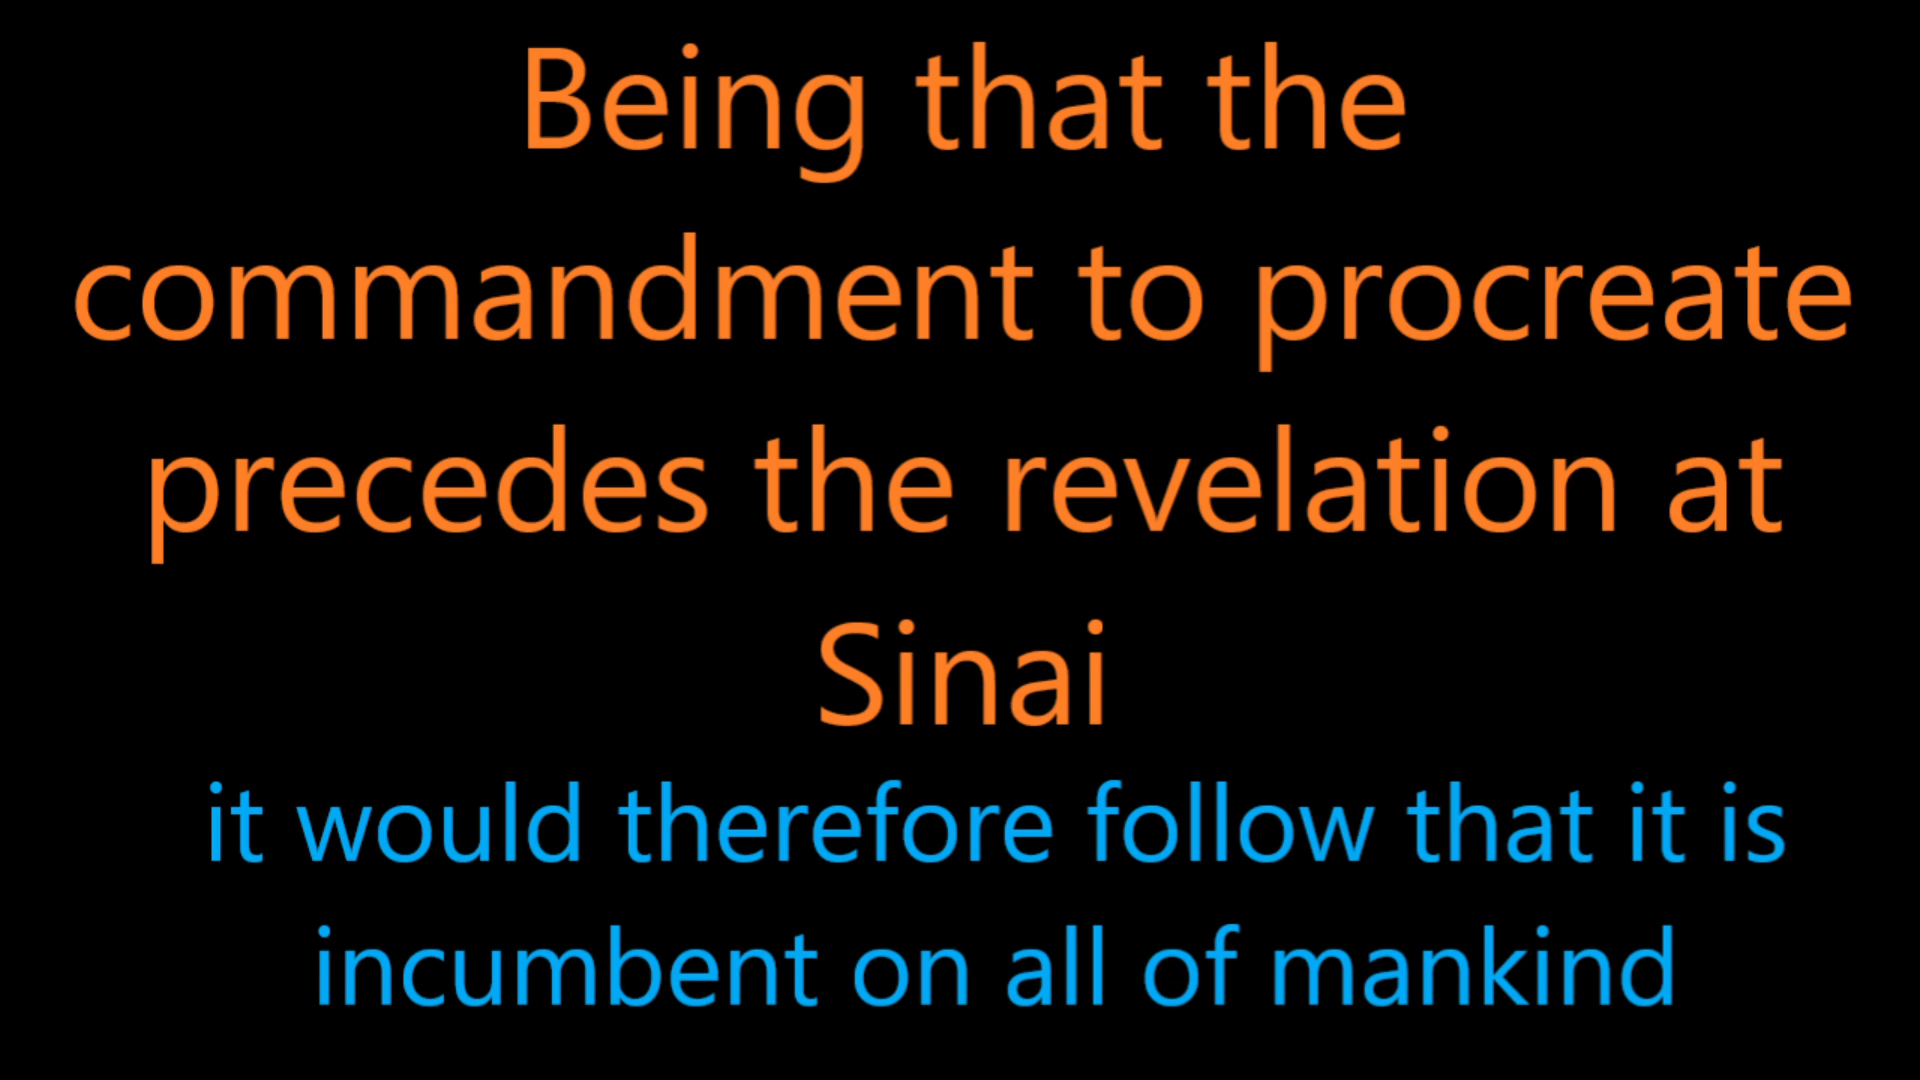 Being that the
commandment to procreate
precedes the revelation at
Sinai
it would therefore follow that it is
incumbent on all of mankind